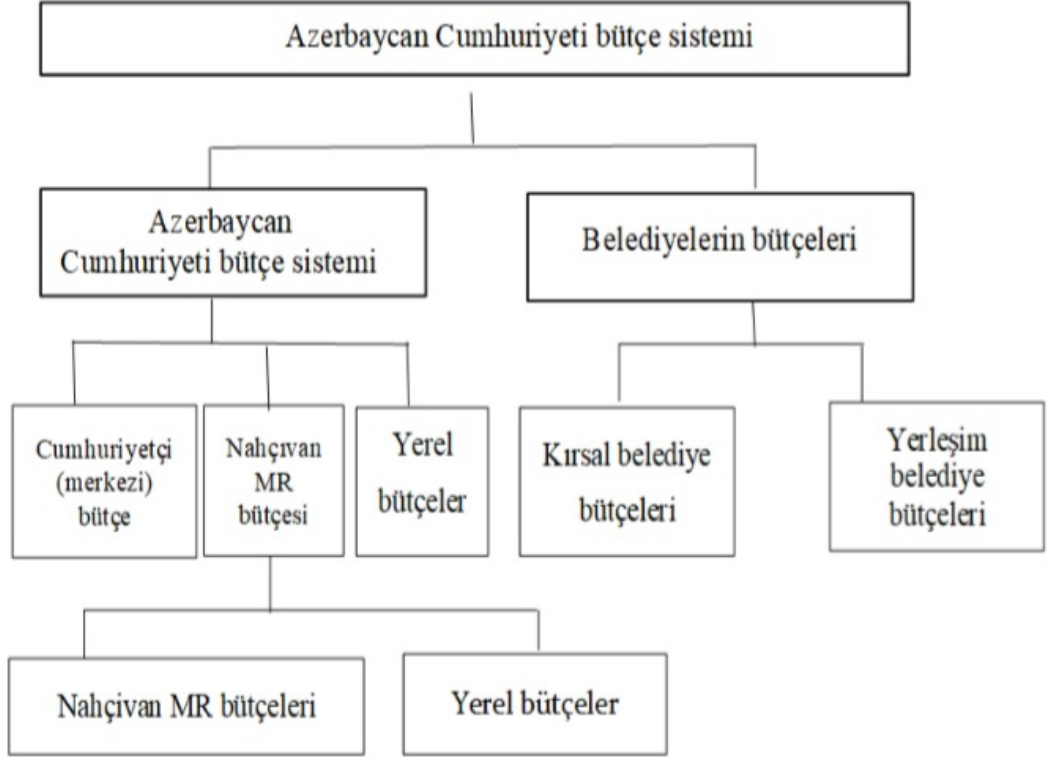 Azerbaycan Cumhuriyeti bütçe sistemi
Azerbaycan
Cumhuriyeti bütçe sistemi
Belediyelerin bütçeleri
Cumhuriyetçi
(merkezi)
bütçe
Nahçıvan
MR
bütçesi
Yerel
bütçeler
Kırsal belediye
bütçeleri
Yerleşim
belediye
bütçeleri
Nahçivan MR bütçeleri
Yerel bütçeler